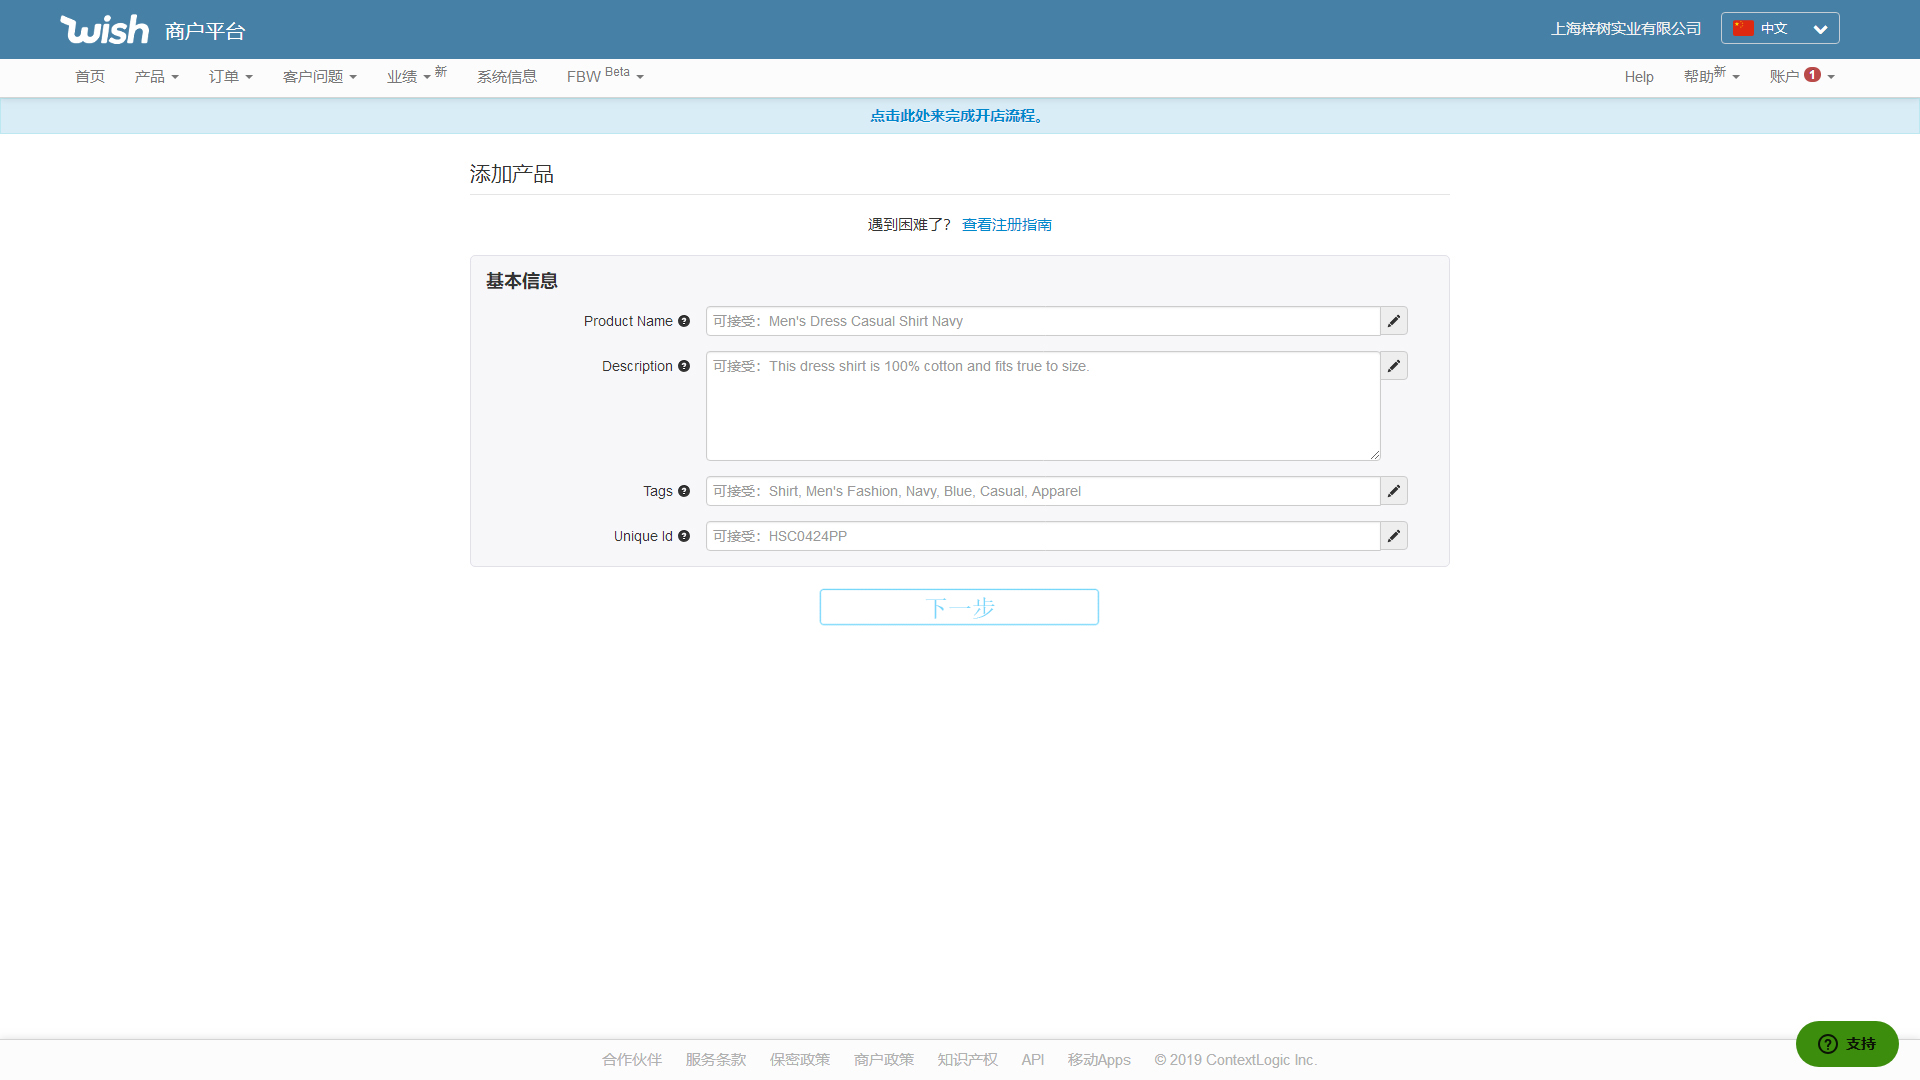 wish 商户平台
上海梓树实业有限公司
中文
首页 产品 订单 客户问题 业绩 新 系统信息 FBW Beta Help 帮助新 账户 1
点击此处来完成开店流程。
添加产品
遇到困难了? 查看注册指南
基本信息
Product Name 可接受：Men's Dress Casual Shirt Navy
Description 可接受：This dress shirt is 100% cotton and fits true to size.
Tags 可接受：Shirt, Men's Fashion, Navy, Blue, Casual, Apparel
Unique Id 可接受：HSC0424PP
下一步
支持
合作伙伴 服务条款 保密政策 商户政策 知识产权 API 移动Apps © 2019 ContextLogic Inc.